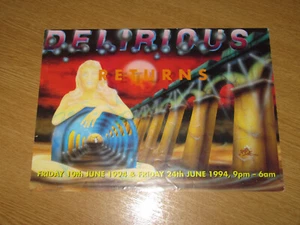 DELIRIOUS
RETURNS
FRIDAY 10th JUNE 1994 & FRIDAY 24th JUNE 1994, 9pm - 6am